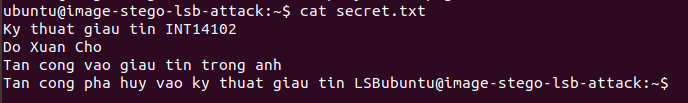 ubuntu@image-stego-lsb-attack:~$ cat secret.txt
Ky thuat giau tin INT14102
Do Xuan Cho
Tan cong vao giau tin trong anh
Tan cong pha huy vao ky thuat giau tin LSBubuntu@image-stego-lsb-attack:~$